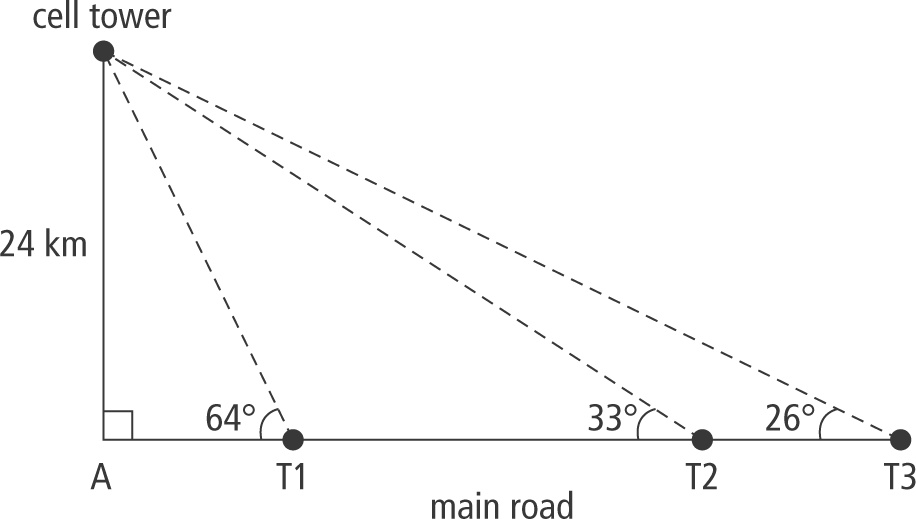 cell tower
24 km
64°
33°
26°
A
T1
T2
T3
main road